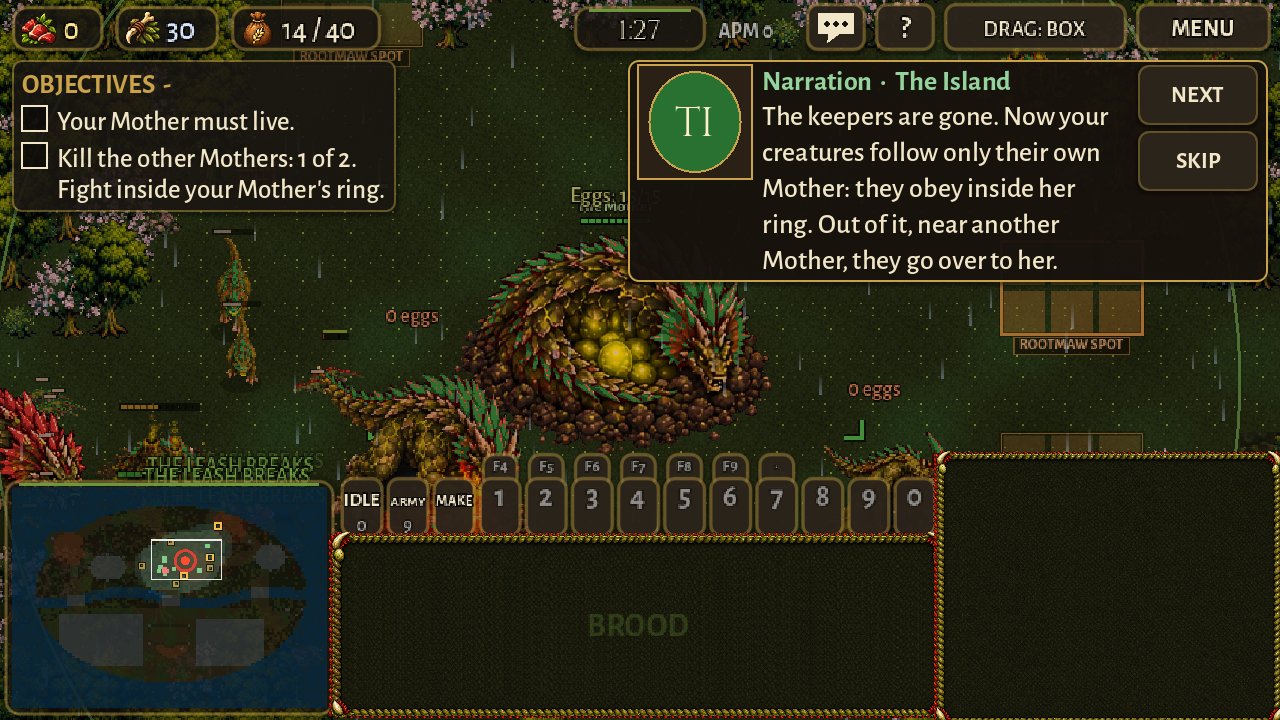 0
30
14 / 40
1:27
APM 0
?
DRAG: BOX
MENU
ROOTMAW SPOT
OBJECTIVES -
Your Mother must live.
Kill the other Mothers: 1 of 2.
Fight inside your Mother's ring.
TI
Narration · The Island
The keepers are gone. Now your
creatures follow only their own
Mother: they obey inside her
ring. Out of it, near another
Mother, they go over to her.
NEXT
SKIP
Eggs:
0 eggs
ROOTMAW SPOT
0 eggs
THE LEASH BREAKS
THE LEASH BREAKS
F4
F5
F6
F7
F8
F9
IDLE
0
ARMY
9
MAKE
1
2
3
4
5
6
7
8
9
0
BROOD